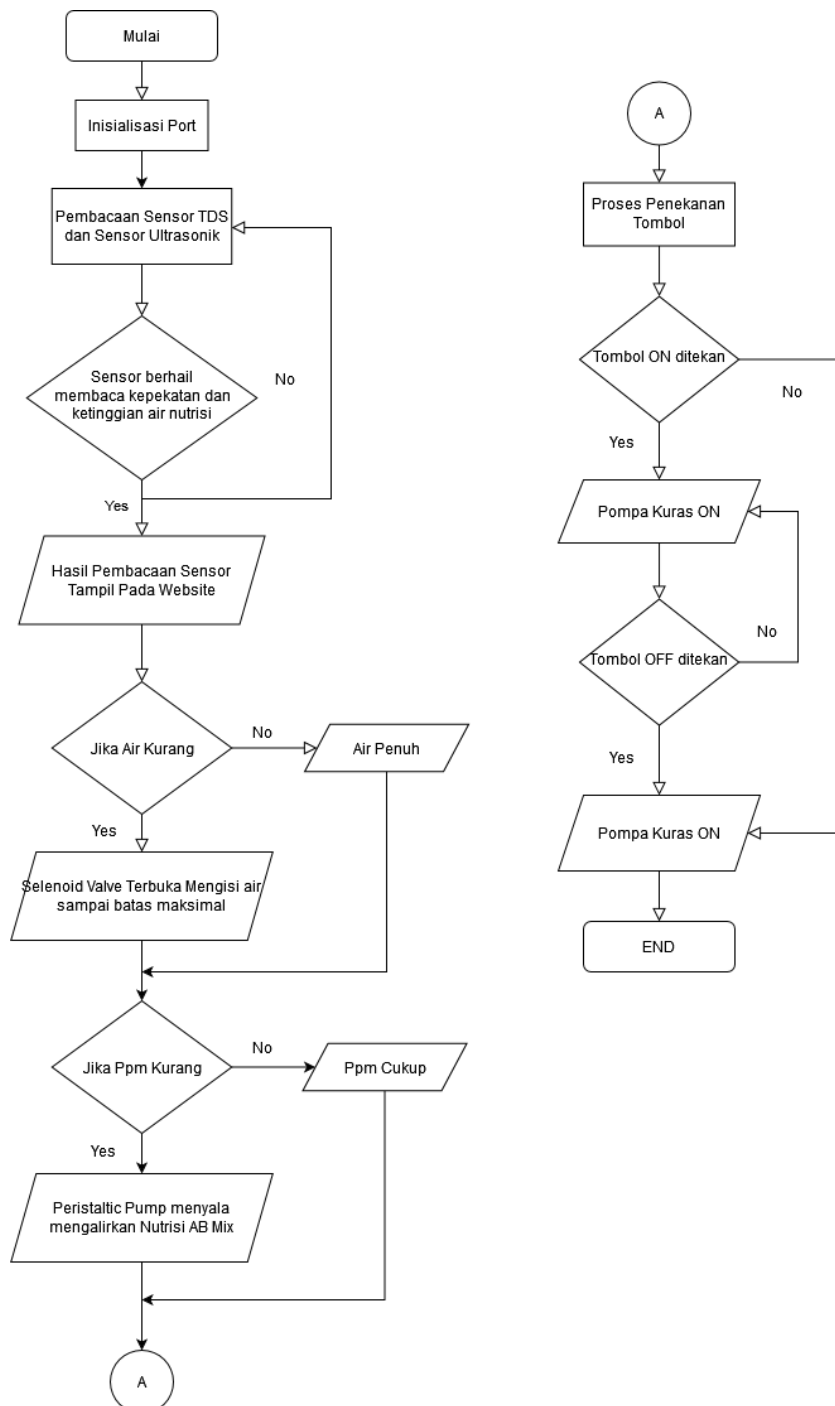 Mulai
Inisialisasi Port
Pembacaan Sensor TDS
dan Sensor Ultrasonik
Sensor berhail
membaca kepekatan dan
ketinggian air nutrisi
No
Yes
Hasil Pembacaan Sensor
Tampil Pada Website
Jika Air Kurang
No
Air Penuh
Yes
Selenoid Valve Terbuka Mengisi air
sampai batas maksimal
Jika Ppm Kurang
No
Ppm Cukup
Yes
Peristaltic Pump menyala
mengalirkan Nutrisi AB Mix
A
A
Proses Penekanan
Tombol
Tombol ON ditekan
No
Yes
Pompa Kuras ON
Tombol OFF ditekan
No
Yes
Pompa Kuras ON
END